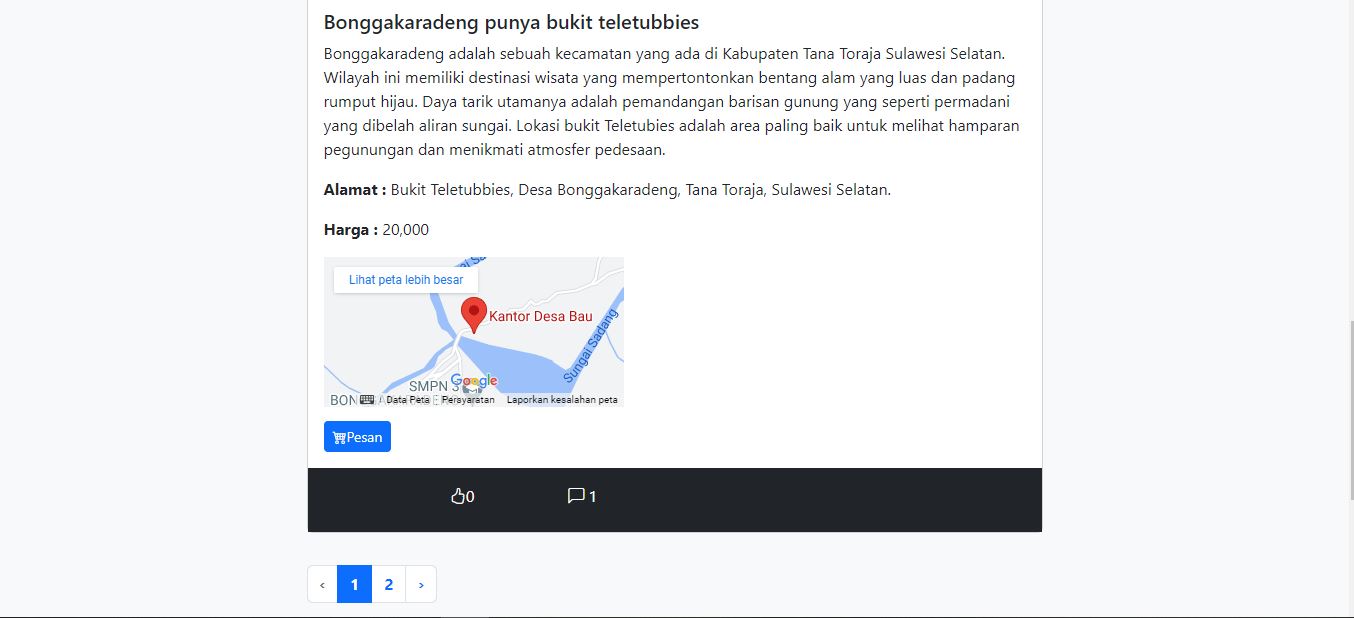 Bonggakaradeng punya bukit teletubbies
Bonggakaradeng adalah sebuah kecamatan yang ada di Kabupaten Tana Toraja Sulawesi Selatan.
Wilayah ini memiliki destinasi wisata yang mempertontonkan bentang alam yang luas dan padang
rumput hijau. Daya tarik utamanya adalah pemandangan barisan gunung yang seperti permadani
yang dibelah aliran sungai. Lokasi bukit Teletubies adalah area paling baik untuk melihat hamparan
pegunungan dan menikmati atmosfer pedesaan.
Alamat : Bukit Teletubbies, Desa Bonggakaradeng, Tana Toraja, Sulawesi Selatan.
Harga : 20,000
Lihat peta lebih besar
Kantor Desa Bau
Sungai Sadang
Google
SMPN 3
Data Peta
Persyaratan
Laporkan kesalahan peta
Pesan
0
1
‹ 1 2 ›